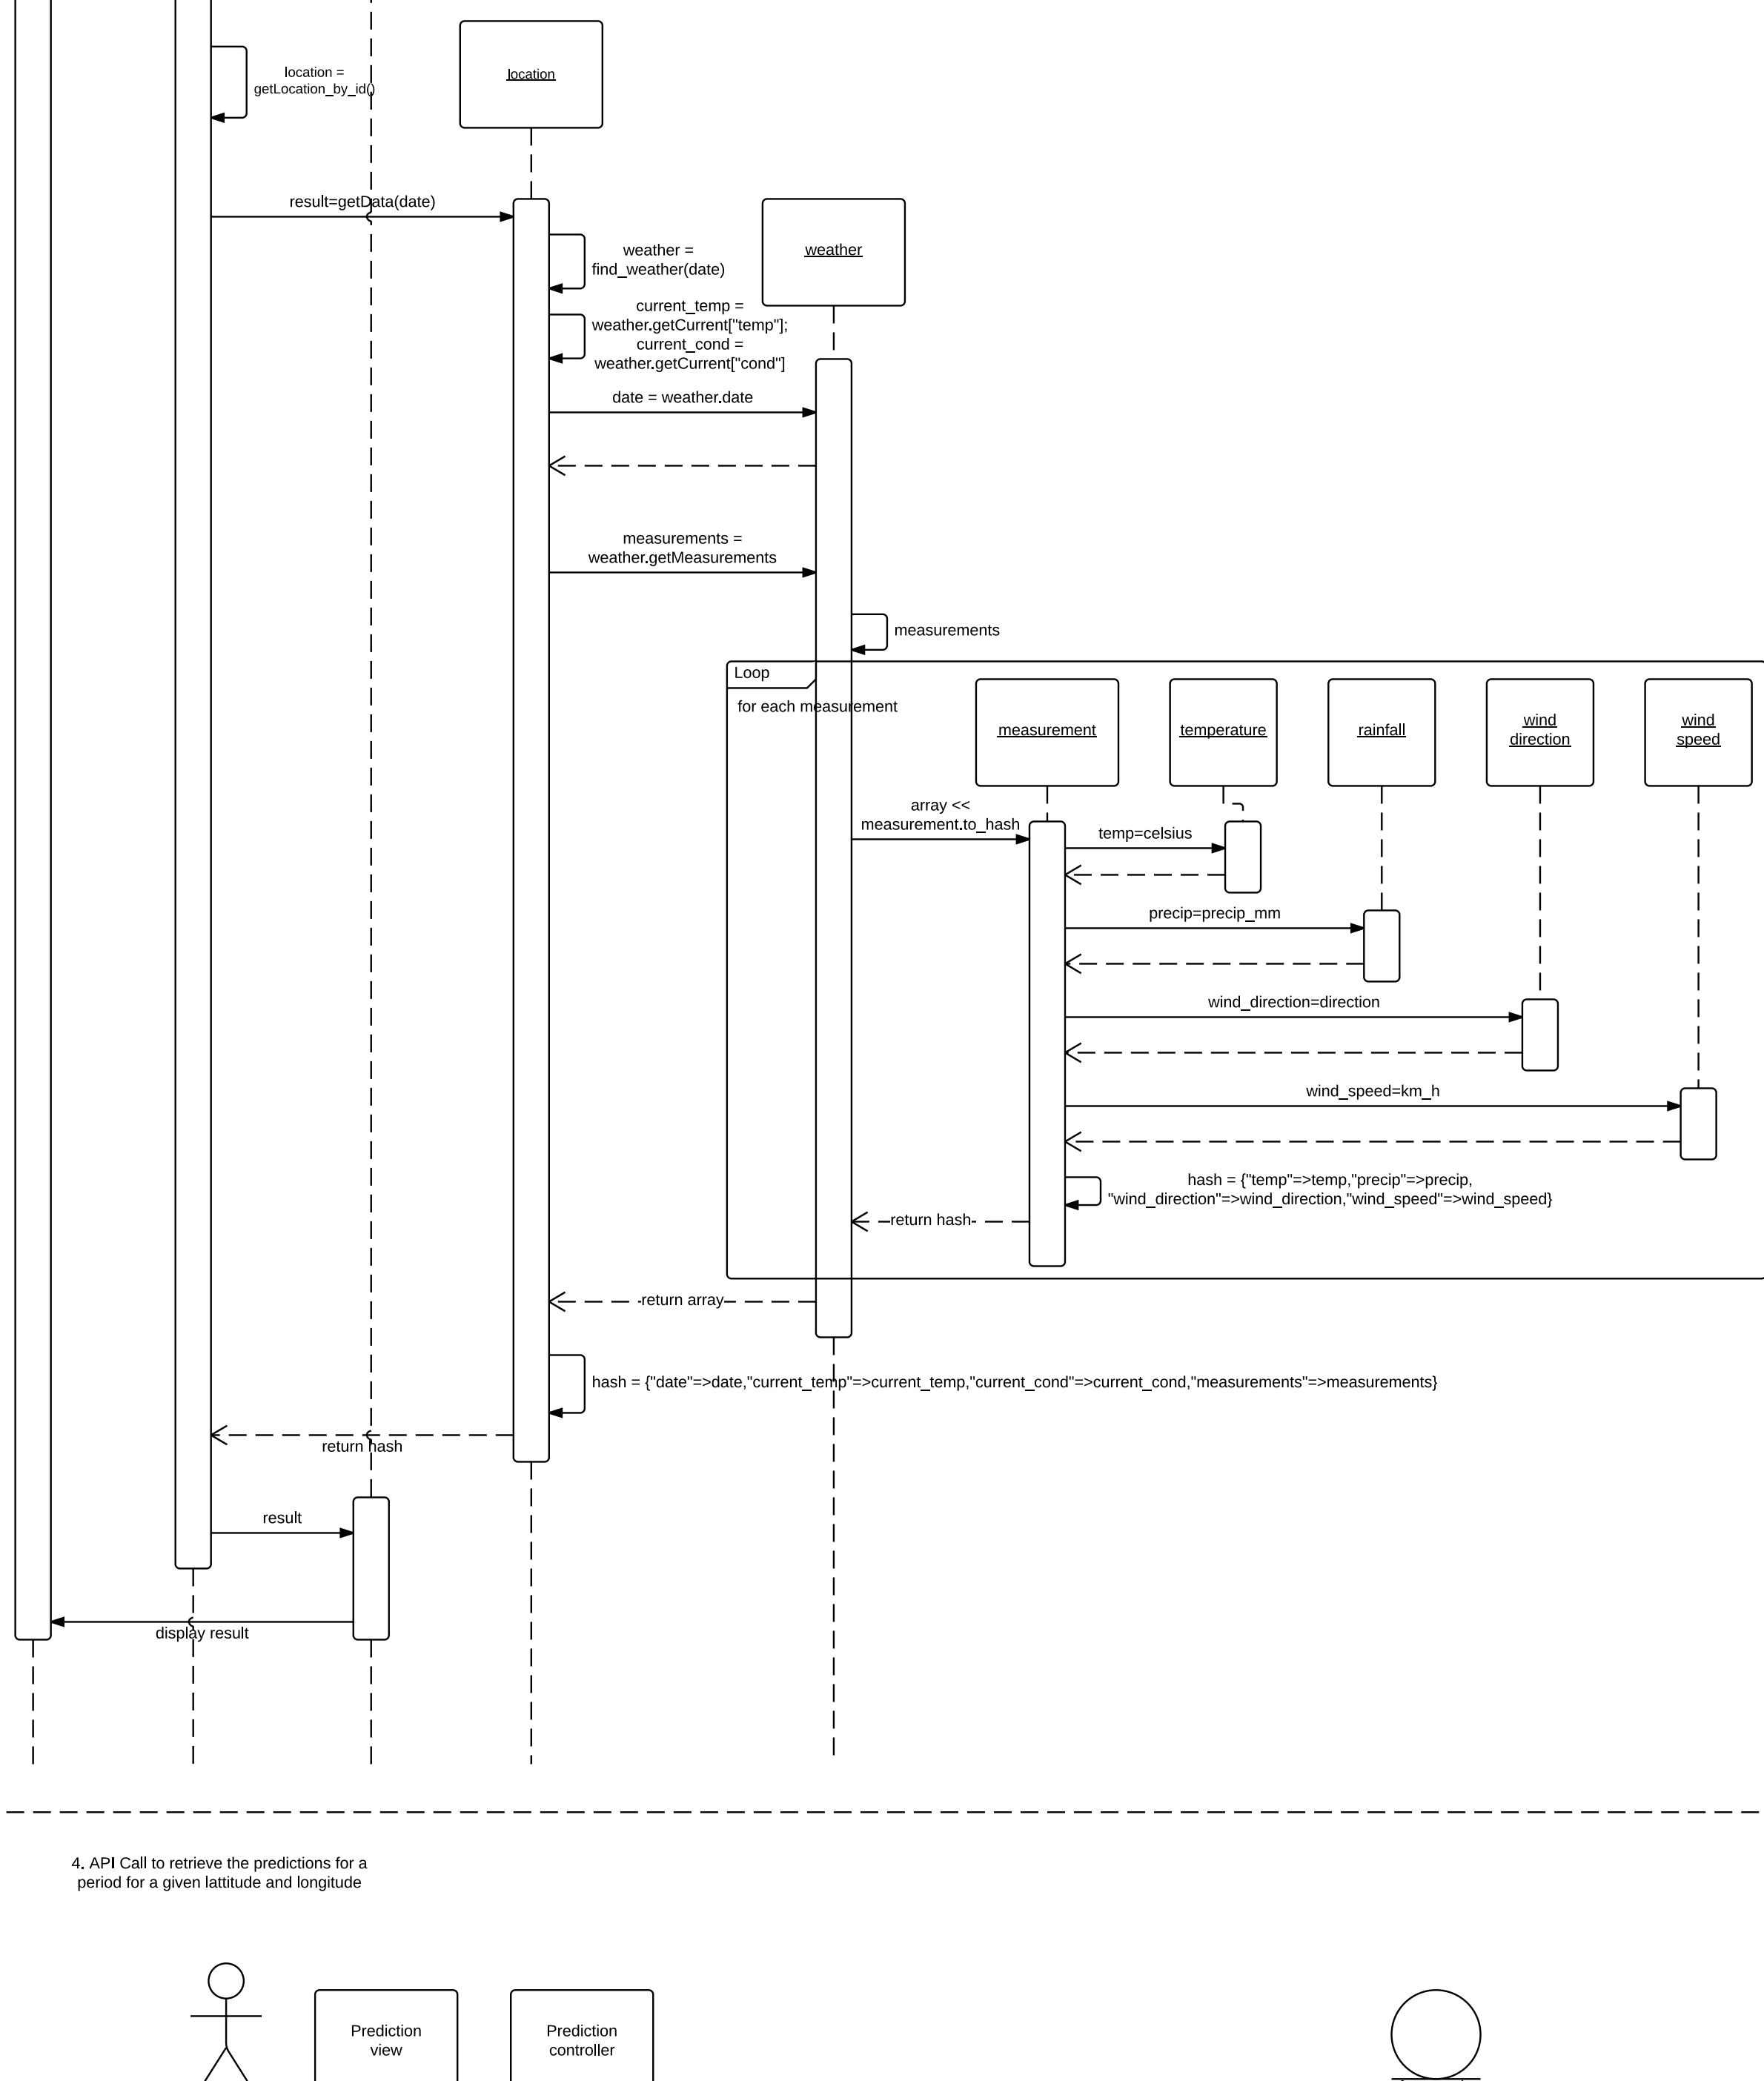 location =
getLocation_by_id()
location
result=getData(date)
weather =
find_weather(date)
weather
current_temp =
weather.getCurrent["temp"];
current_cond =
weather.getCurrent["cond"]
date = weather.date
measurements =
weather.getMeasurements
measurements
Loop
for each measurement
measurement
temperature
rainfall
wind
direction
wind
speed
array <<
measurement.to_hash
temp=celsius
precip=precip_mm
wind_direction=direction
wind_speed=km_h
hash = {"temp"=>temp,"precip"=>precip,
"wind_direction"=>wind_direction,"wind_speed"=>wind_speed}
return hash
return array
hash = {"date"=>date,"current_temp"=>current_temp,"current_cond"=>current_cond,"measurements"=>measurements}
return hash
result
display result
4. API Call to retrieve the predictions for a
period for a given lattitude and longitude
Prediction
view
Prediction
controller